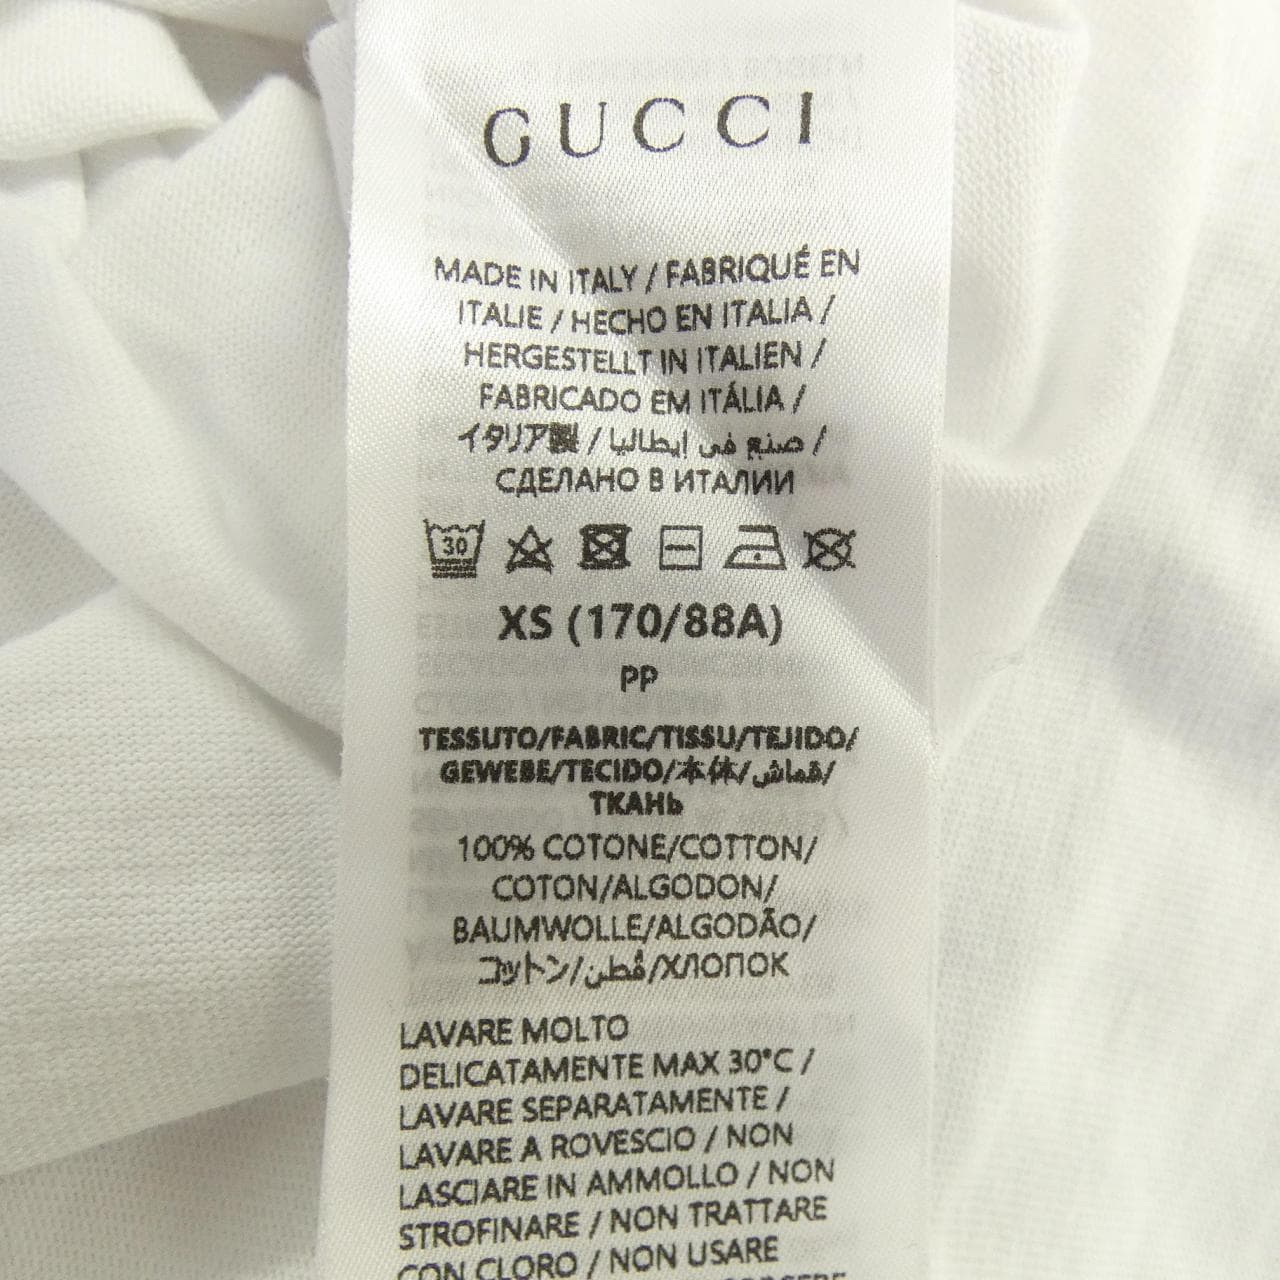 GUCCI
MADE IN ITALY / FABRIQUÉ EN
ITALIE / HECHO EN ITALIA /
HERGESTELLT IN ITALIEN /
FABRICADO EM ITÁLIA /
イタリア製 / صنع في ايطاليا /
СДЕЛАНО В ИТАЛИИ
30
XS (170/88A)
PP
TESSUTO/FABRIC/TISSU/TEJIDO/
GEWEBE/TECIDO/本体/قماش/
ТКАНЬ
100% COTONE/COTTON/
COTON/ALGODON/
BAUMWOLLE/ALGODÃO/
コットン/قُطن/ХЛОПОК
LAVARE MOLTO
DELICATAMENTE MAX 30°C /
LAVARE SEPARATAMENTE /
LAVARE A ROVESCIO / NON
LASCIARE IN AMMOLLO / NON
STROFINARE / NON TRATTARE
CON CLORO / NON USARE